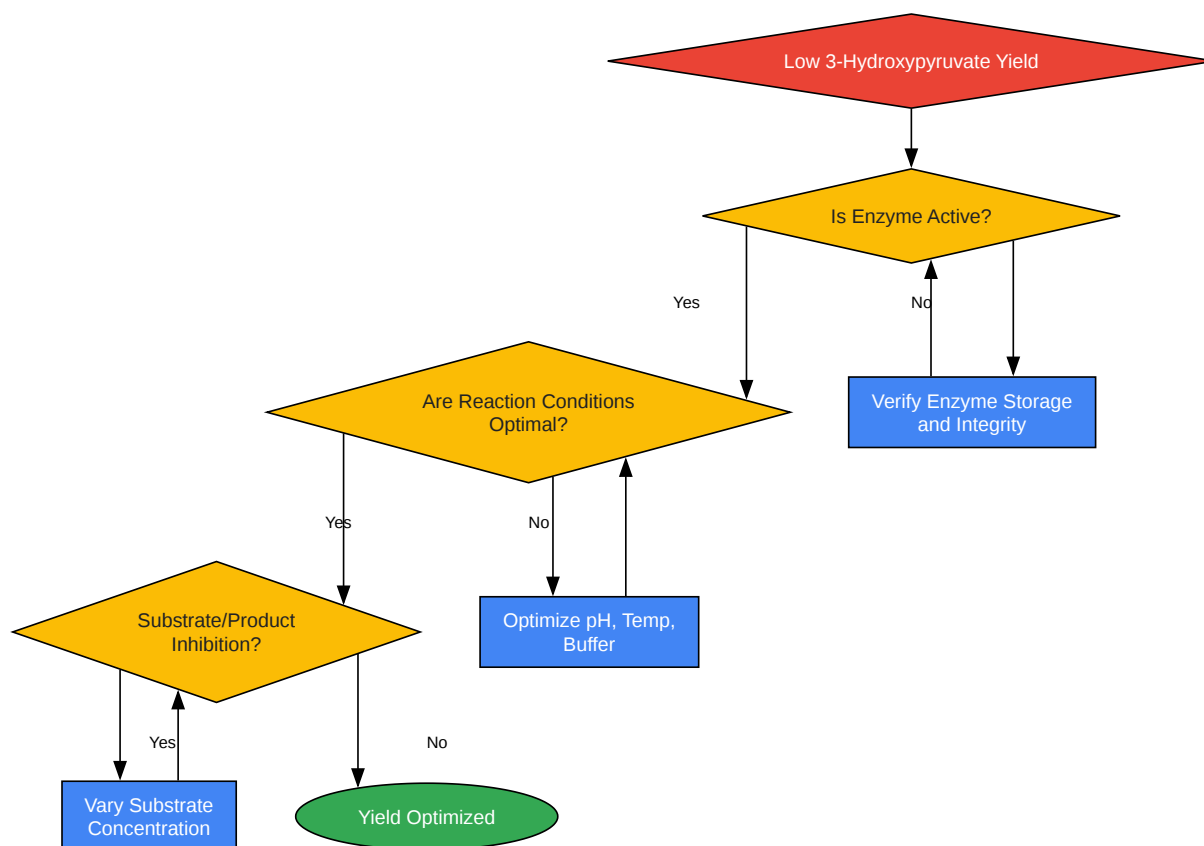 Low 3-Hydroxypyruvate Yield
Is Enzyme Active?
Yes
No
Verify Enzyme Storage
and Integrity
Are Reaction Conditions
Optimal?
Yes
No
Optimize pH, Temp,
Buffer
Substrate/Product
Inhibition?
Yes
No
Vary Substrate
Concentration
Yield Optimized